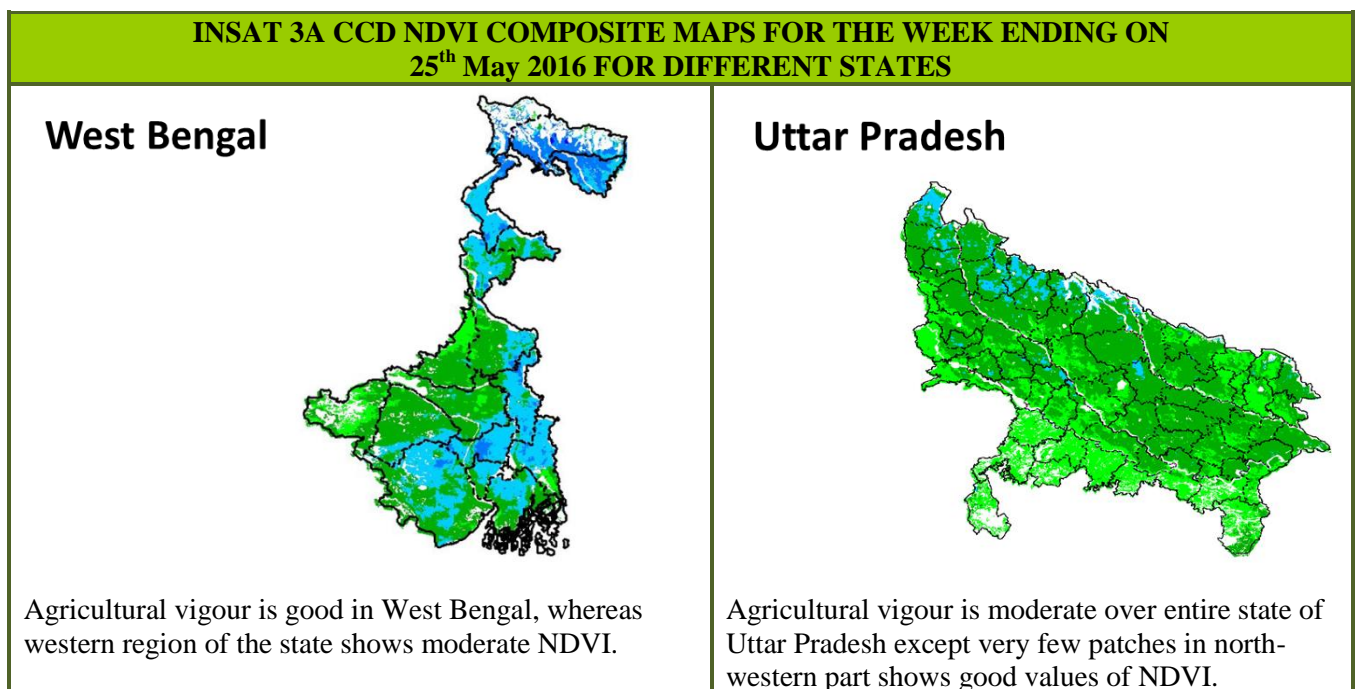 INSAT 3A CCD NDVI COMPOSITE MAPS FOR THE WEEK ENDING ON
25th May 2016 FOR DIFFERENT STATES
West Bengal
Agricultural vigour is good in West Bengal, whereas
western region of the state shows moderate NDVI.
Uttar Pradesh
Agricultural vigour is moderate over entire state of
Uttar Pradesh except very few patches in north-
western part shows good values of NDVI.